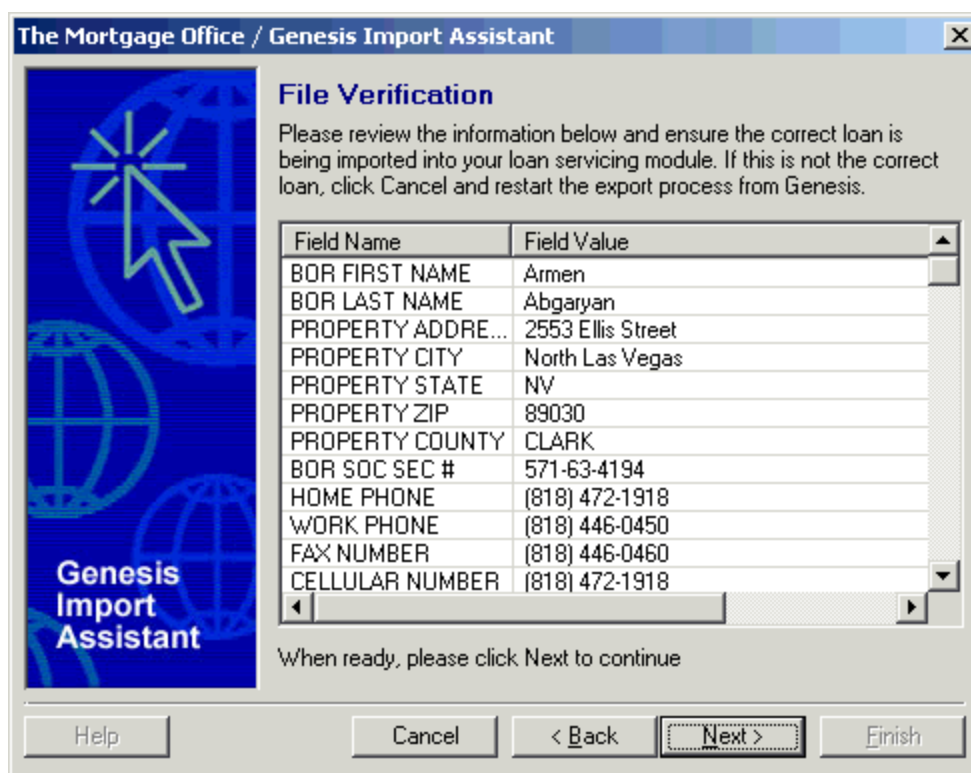 The Mortgage Office / Genesis Import Assistant
File Verification
Please review the information below and ensure the correct loan is
being imported into your loan servicing module. If this is not the correct
loan, click Cancel and restart the export process from Genesis.
Field Name Field Value
BOR FIRST NAME Armen
BOR LAST NAME Abgaryan
PROPERTY ADDRE... 2553 Ellis Street
PROPERTY CITY North Las Vegas
PROPERTY STATE NV
PROPERTY ZIP 89030
PROPERTY COUNTY CLARK
BOR SOC SEC # 571-63-4194
HOME PHONE (818) 472-1918
WORK PHONE (818) 446-0450
FAX NUMBER (818) 446-0460
CELLULAR NUMBER (818) 472-1918
Genesis
Import
Assistant
When ready, please click Next to continue
Help Cancel < Back Next > Finish